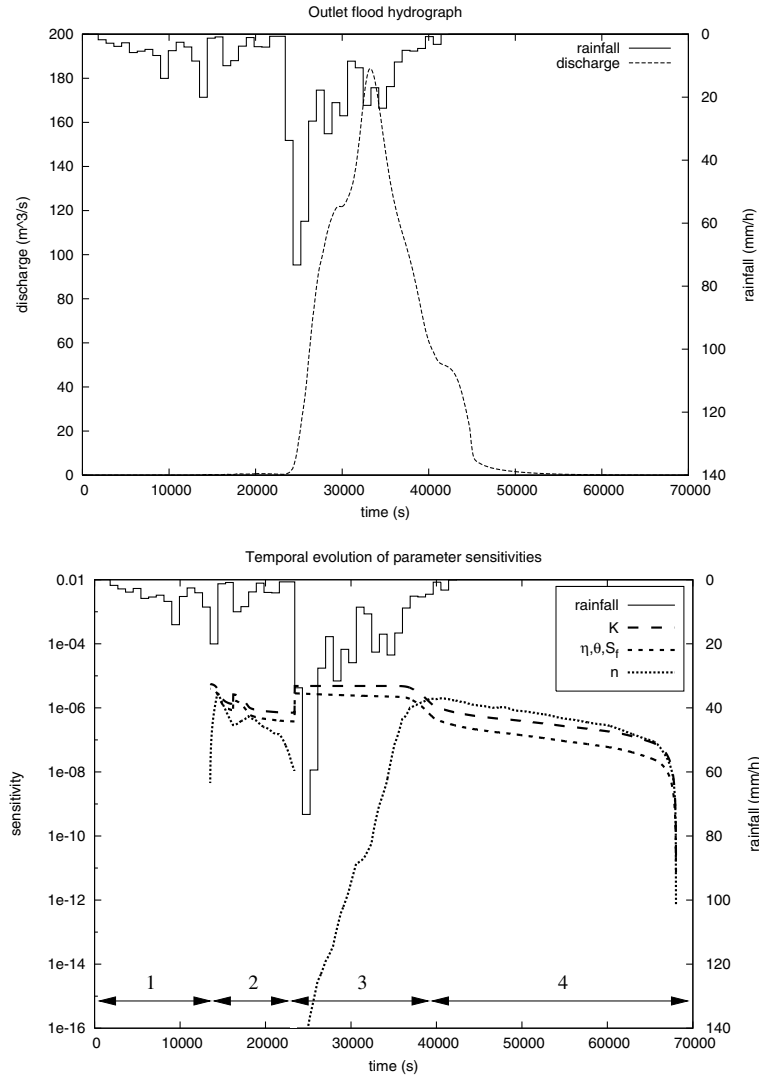 Outlet flood hydrograph
200
180
160
140
120
100
80
60
40
20
0
discharge (m^3/s)
0
20
40
60
80
100
120
140
rainfall (mm/h)
rainfall
discharge
0 10000 20000 30000 40000 50000 60000 70000
time (s)
Temporal evolution of parameter sensitivities
0.01
1e-04
1e-06
1e-08
1e-10
1e-12
1e-14
1e-16
sensitivity
0
20
40
60
80
100
120
140
rainfall (mm/h)
rainfall
K
η,θ,S_f
n
1 2 3 4
0 10000 20000 30000 40000 50000 60000 70000
time (s)